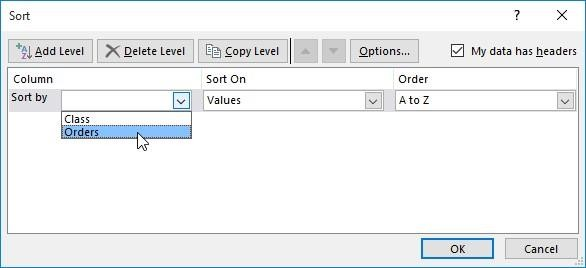 Sort
? X
Add Level Delete Level Copy Level Options... My data has headers
Column Sort On Order
Sort by Values A to Z
Class
Orders
OK Cancel